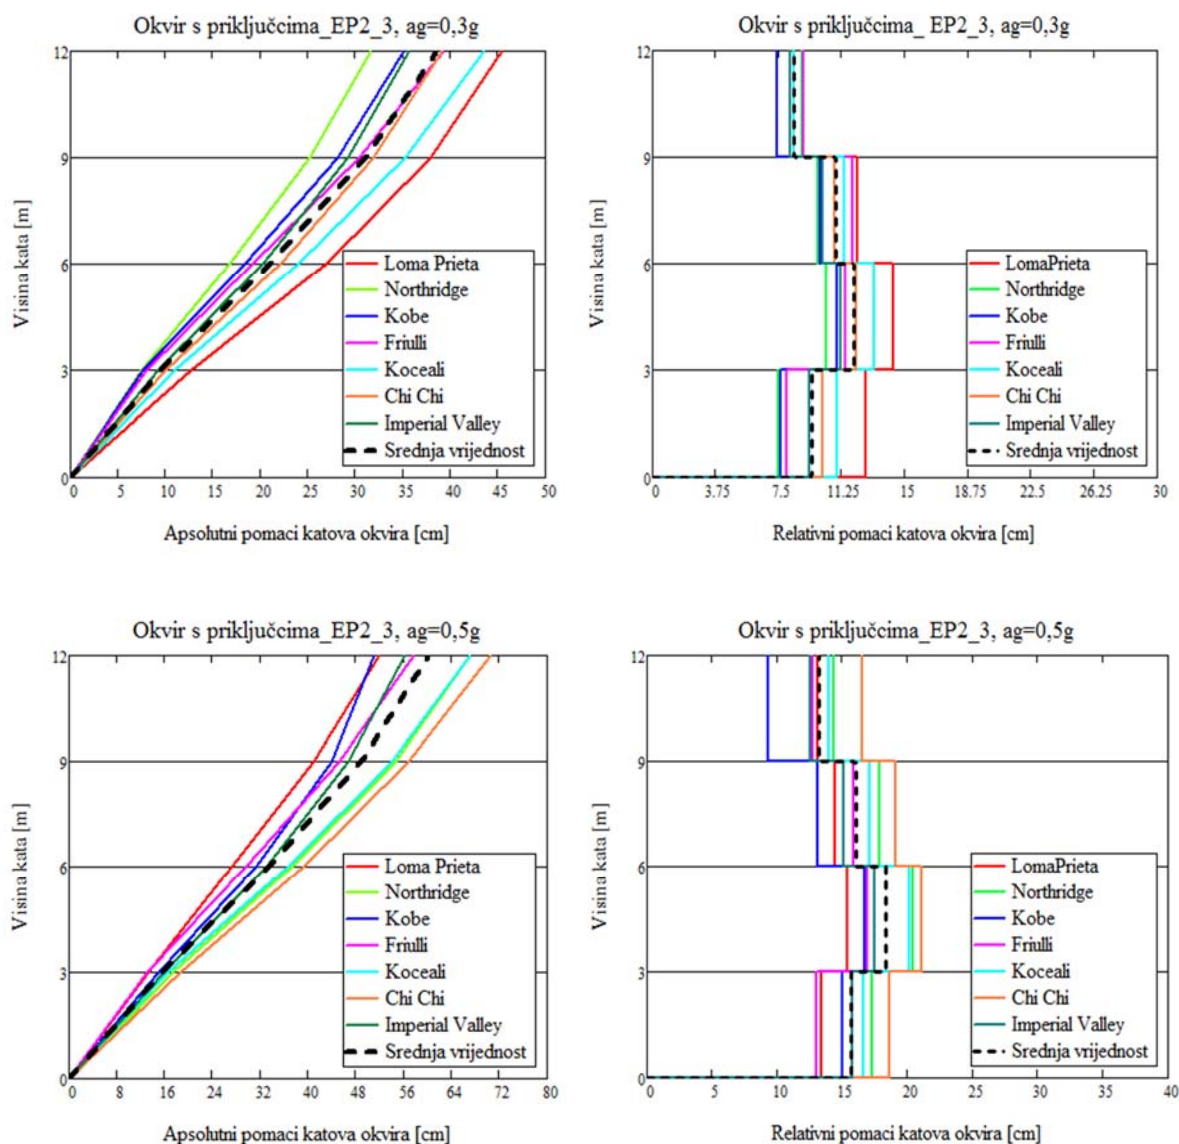 Okvir s priključcima_EP2_3, ag=0,3g
12
9
6
3
0
Visina kata [m]
Loma Prieta
Northridge
Kobe
Friulli
Koceali
Chi Chi
Imperial Valley
Srednja vrijednost
0 5 10 15 20 25 30 35 40 45 50
Apsolutni pomaci katova okvira [cm]
Okvir s priključcima_ EP2_3, ag=0,3g
12
9
6
3
0
Visina kata [m]
LomaPrieta
Northridge
Kobe
Friulli
Koceali
Chi Chi
Imperial Valley
Srednja vrijednost
0 3.75 7.5 11.25 15 18.75 22.5 26.25 30
Relativni pomaci katova okvira [cm]
Okvir s priključcima_EP2_3, ag=0,5g
12
9
6
3
0
Visina kata [m]
Loma Prieta
Northridge
Kobe
Friulli
Koceali
Chi Chi
Imperial Valley
Srednja vrijednost
0 8 16 24 32 40 48 56 64 72 80
Apsolutni pomaci katova okvira [cm]
Okvir s priključcima_EP2_3, ag=0,5g
12
9
6
3
0
Visina kata [m]
LomaPrieta
Northridge
Kobe
Friulli
Koceali
Chi Chi
Imperial Valley
Srednja vrijednost
0 5 10 15 20 25 30 35 40
Relativni pomaci katova okvira [cm]